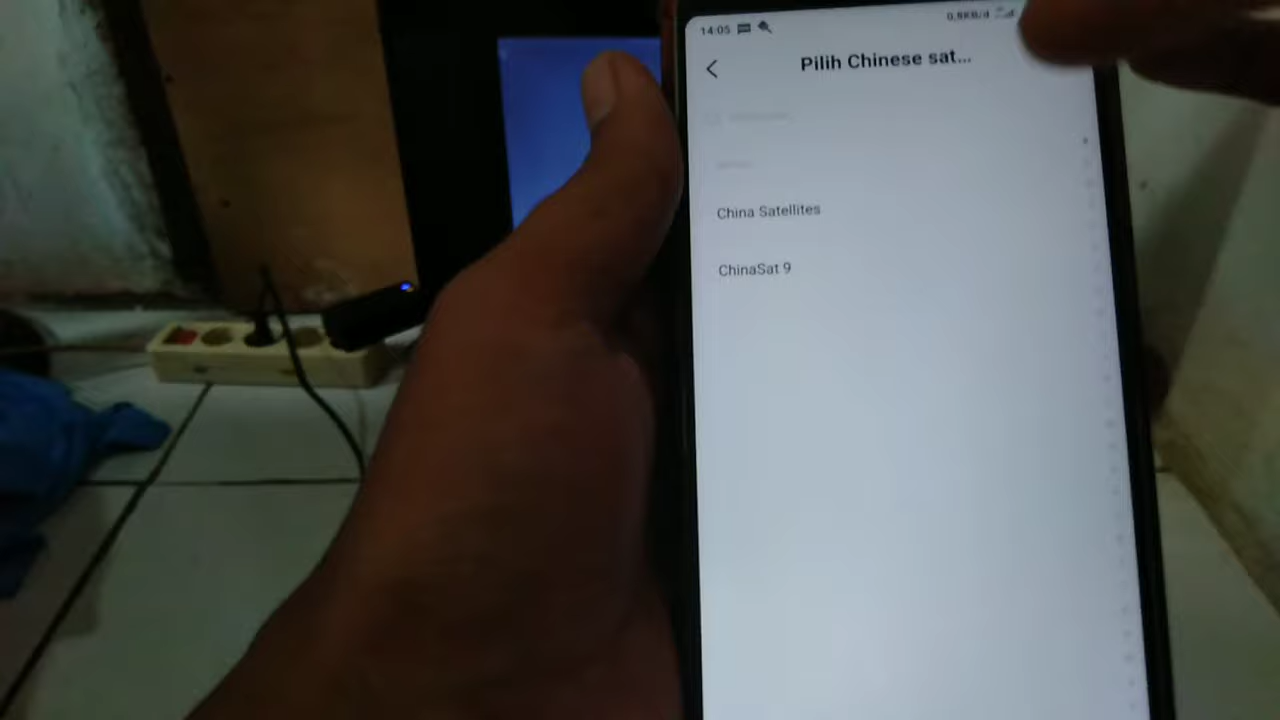 14:05
0,8KB/d
Pilih Chinese sat...
China Satellites
ChinaSat 9